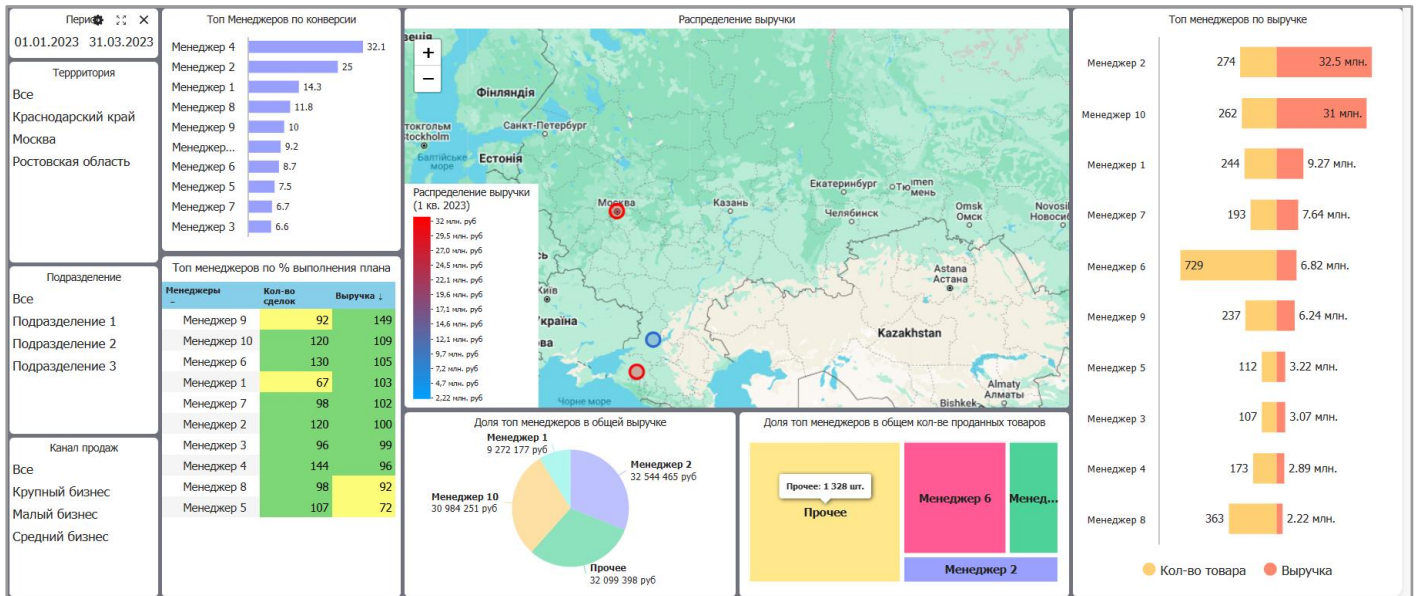 Перио
01.01.2023 31.03.2023
Террритория
Все
Краснодарский край
Москва
Ростовская область
Подразделение
Все
Подразделение 1
Подразделение 2
Подразделение 3
Канал продаж
Все
Крупный бизнес
Малый бизнес
Средний бизнес
Топ Менеджеров по конверсии
Менеджер 4 32.1
Менеджер 2 25
Менеджер 1 14.3
Менеджер 8 11.8
Менеджер 9 10
Менеджер... 9.2
Менеджер 6 8.7
Менеджер 5 7.5
Менеджер 7 6.7
Менеджер 3 6.6
Топ менеджеров по % выполнения плана
Менеджеры Кол-во сделок Выручка ↓
Менеджер 9 92 149
Менеджер 10 120 109
Менеджер 6 130 105
Менеджер 1 67 103
Менеджер 7 98 102
Менеджер 2 120 100
Менеджер 3 96 99
Менеджер 4 144 96
Менеджер 8 98 92
Менеджер 5 107 72
Распределение выручки
+
−
веція
Фінляндія
Санкт-Петербург
токгольм
Stockholm
Балтійське
море
Естонія
Москва
Казань
Екатеринбург
Тюмень
Челябинск
Omsk
Омск
Novosi
Новосиб
Astana
Астана
Київ
Україна
Kazakhstan
Almaty
Алматы
Bishkek
Чорне море
Распределение выручки
(1 кв. 2023)
32 млн. руб
29,5 млн. руб
27,0 млн. руб
24,5 млн. руб
22,1 млн. руб
19,6 млн. руб
17,1 млн. руб
14,6 млн. руб
12,1 млн. руб
9,7 млн. руб
7,2 млн. руб
4,7 млн. руб
2,22 млн. руб
Доля топ менеджеров в общей выручке
Менеджер 1
9 272 177 руб
Менеджер 2
32 544 465 руб
Менеджер 10
30 984 251 руб
Прочее
32 099 398 руб
Доля топ менеджеров в общем кол-ве проданных товаров
Прочее: 1 328 шт.
Прочее
Менеджер 6
Менед...
Менеджер 2
Топ менеджеров по выручке
Менеджер 2 274 32.5 млн.
Менеджер 10 262 31 млн.
Менеджер 1 244 9.27 млн.
Менеджер 7 193 7.64 млн.
Менеджер 6 729 6.82 млн.
Менеджер 9 237 6.24 млн.
Менеджер 5 112 3.22 млн.
Менеджер 3 107 3.07 млн.
Менеджер 4 173 2.89 млн.
Менеджер 8 363 2.22 млн.
Кол-во товара Выручка